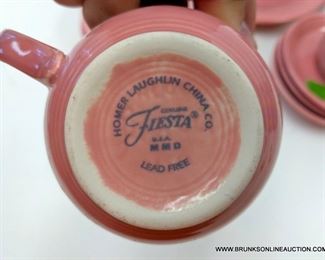 HOMER LAUGHLIN CHINA CO.
GENUINE
Fiesta®
U.S.A.
MMD
LEAD FREE
WWW.BRUNKSONLINEAUCTION.COM